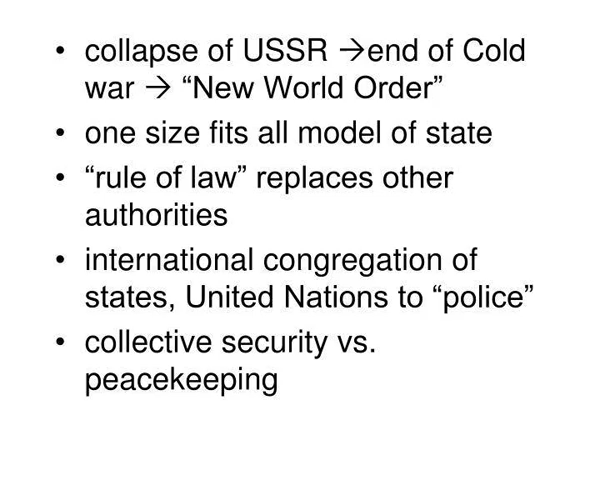 • collapse of USSR →end of Cold
war → “New World Order”
• one size fits all model of state
• “rule of law” replaces other
authorities
• international congregation of
states, United Nations to “police”
• collective security vs.
peacekeeping